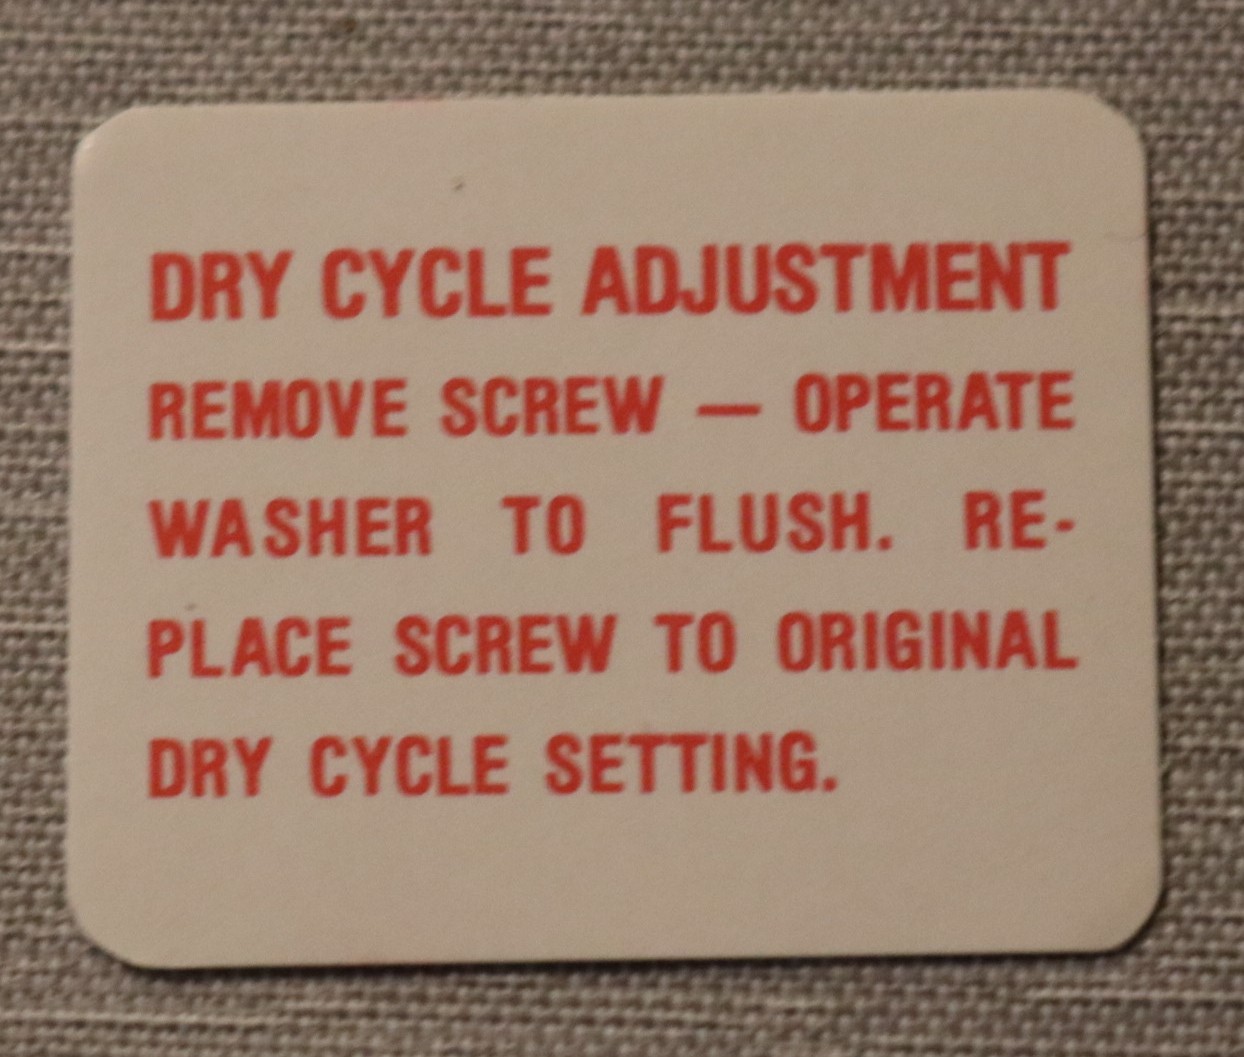 DRY CYCLE ADJUSTMENT
REMOVE SCREW — OPERATE
WASHER TO FLUSH. RE-
PLACE SCREW TO ORIGINAL
DRY CYCLE SETTING.